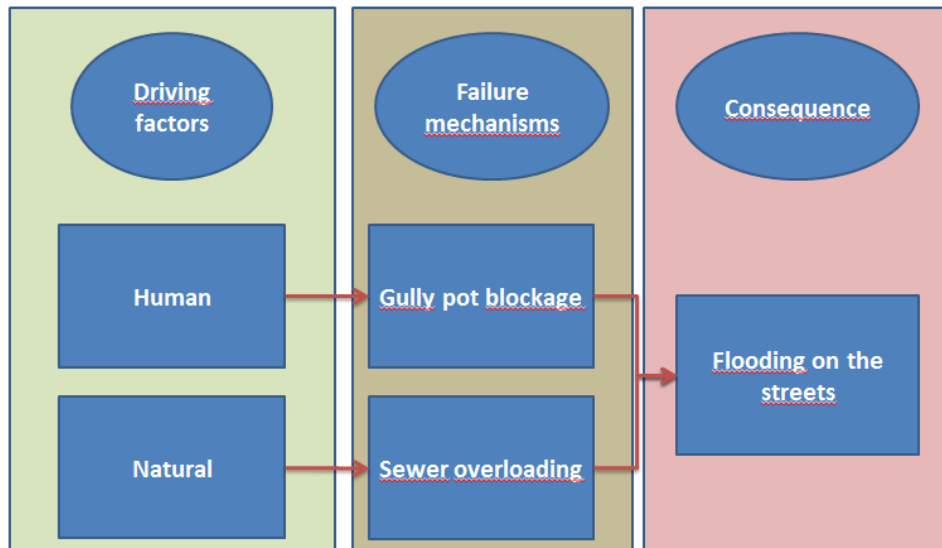 Driving
factors
Failure
mechanisms
Consequence
Human
Gully pot blockage
Flooding on the
streets
Natural
Sewer overloading